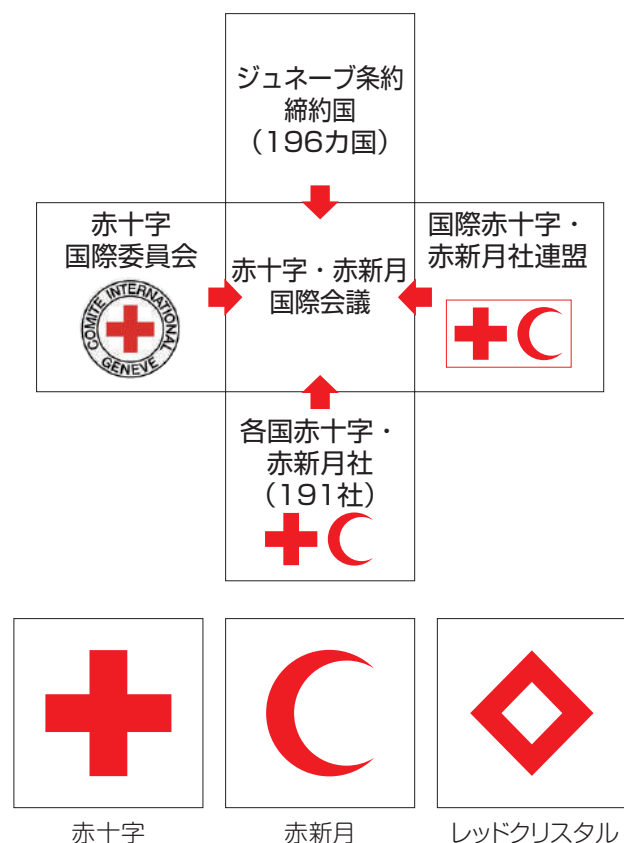 ジュネーブ条約
締約国
（196カ国）
赤十字
国際委員会
COMITE INTERNATIONAL
GENEVE
赤十字・赤新月
国際会議
国際赤十字・
赤新月社連盟
各国赤十字・
赤新月社
（191社）
赤十字
赤新月
レッドクリスタル